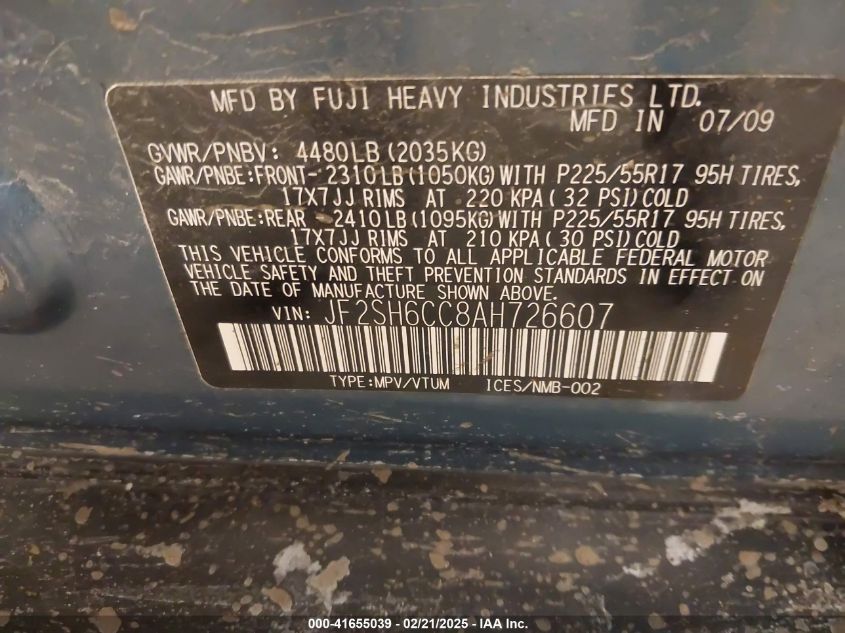 MFD BY FUJI HEAVY INDUSTRIES LTD.
MFD IN 07/09
GVWR/PNBV: 4480LB (2035KG)
GAWR/PNBE:FRONT- 2310LB (1050KG) WITH P225/55R17 95H TIRES,
17X7JJ RIMS AT 220 KPA ( 32 PSI) COLD
GAWR/PNBE:REAR -2410LB (1095KG) WITH P225/55R17 95H TIRES,
17X7JJ RIMS AT 210 KPA ( 30 PSI) COLD
THIS VEHICLE CONFORMS TO ALL APPLICABLE FEDERAL MOTOR
VEHICLE SAFETY AND THEFT PREVENTION STANDARDS IN EFFECT ON
THE DATE OF MANUFACTURE SHOWN ABOVE.
VIN: JF2SH6CC8AH726607
TYPE:MPV/VTUM ICES/NMB-002
000-41655039 - 02/21/2025 - IAA Inc.